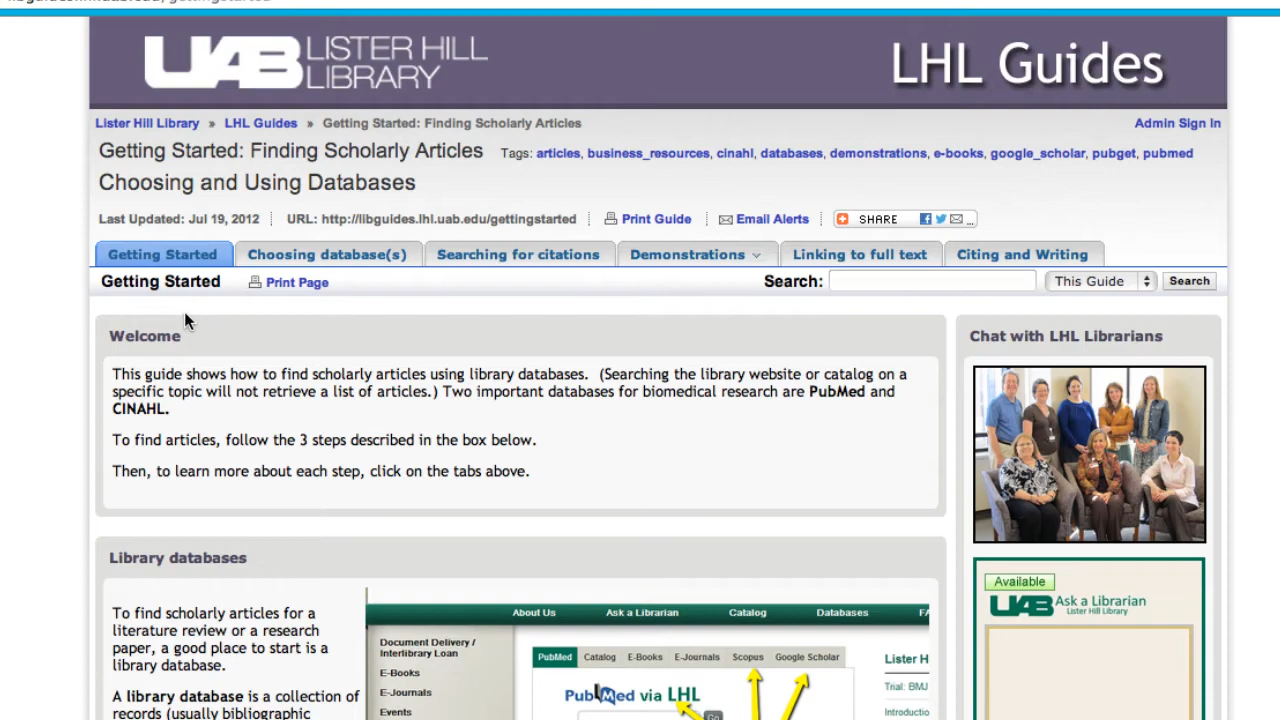 UAB LISTER HILL LIBRARY
LHL Guides
Lister Hill Library » LHL Guides » Getting Started: Finding Scholarly Articles
Admin Sign In
Getting Started: Finding Scholarly Articles Tags: articles, business_resources, cinahl, databases, demonstrations, e-books, google_scholar, pubget, pubmed
Choosing and Using Databases
Last Updated: Jul 19, 2012 URL: http://libguides.lhl.uab.edu/gettingstarted Print Guide Email Alerts SHARE ...
Getting Started Choosing database(s) Searching for citations Demonstrations Linking to full text Citing and Writing
Getting Started Print Page Search: This Guide Search
Welcome
This guide shows how to find scholarly articles using library databases. (Searching the library website or catalog on a
specific topic will not retrieve a list of articles.) Two important databases for biomedical research are PubMed and
CINAHL.
To find articles, follow the 3 steps described in the box below.
Then, to learn more about each step, click on the tabs above.
Library databases
To find scholarly articles for a
literature review or a research
paper, a good place to start is a
library database.
A library database is a collection of
records (usually bibliographic
About Us Ask a Librarian Catalog Databases
Document Delivery /
Interlibrary Loan
E-Books
E-Journals
Events
PubMed Catalog E-Books E-Journals Scopus Google Scholar
PubMed via LHL
Go
Lister H
Trial: BMJ
Introductio
Chat with LHL Librarians
Available
UAB Ask a Librarian
Lister Hill Library